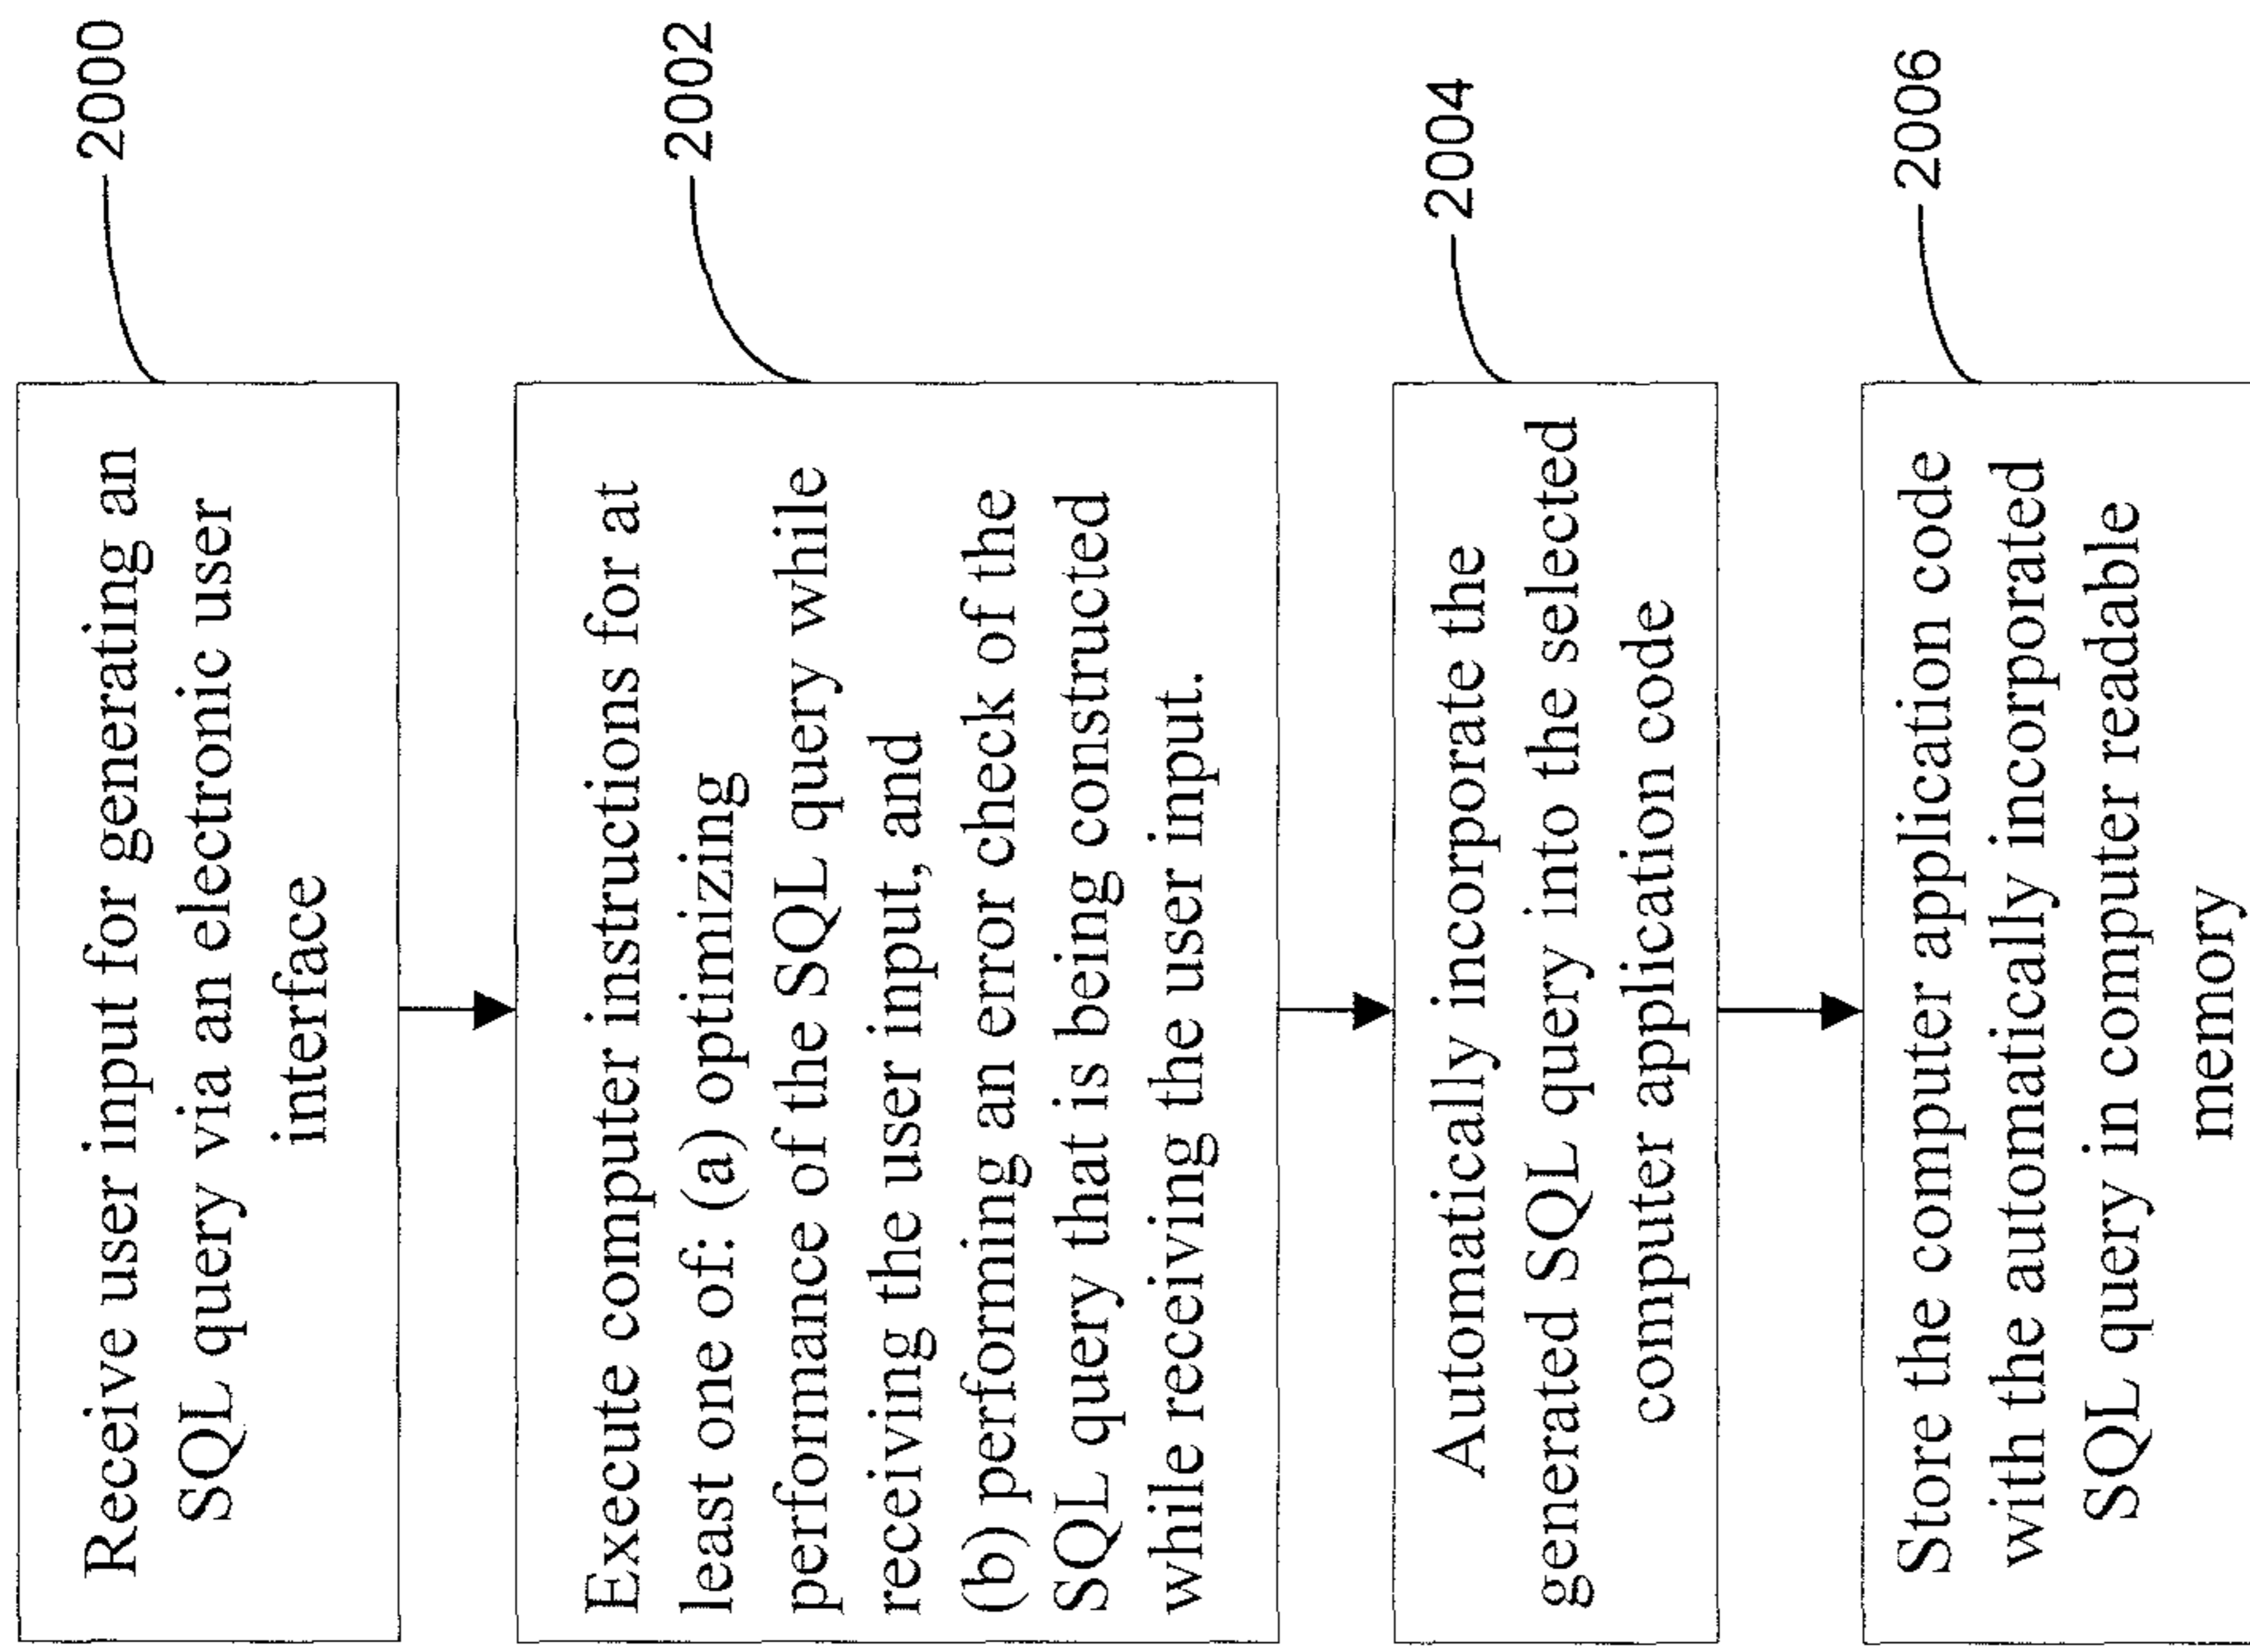 Receive user input for generating an
SQL query via an electronic user
interface
2000
Execute computer instructions for at
least one of: (a) optimizing
performance of the SQL query while
receiving the user input, and
(b) performing an error check of the
SQL query that is being constructed
while receiving the user input.
2002
Automatically incorporate the
generated SQL query into the selected
computer application code
2004
Store the computer application code
with the automatically incorporated
SQL query in computer readable
memory
2006